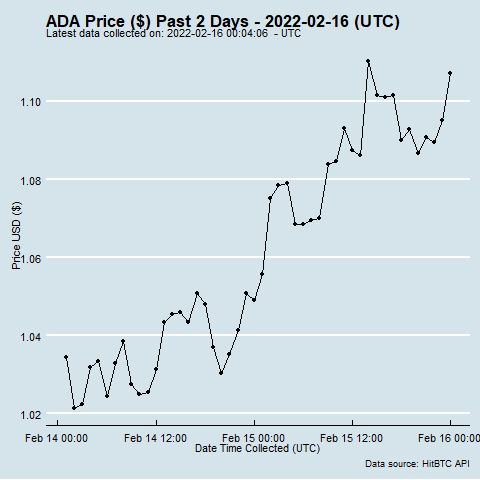 ADA Price ($) Past 2 Days - 2022-02-16 (UTC)
Latest data collected on: 2022-02-16 00:04:06 - UTC
Price USD ($)
1.10
1.08
1.06
1.04
1.02
Feb 14 00:00 Feb 14 12:00 Feb 15 00:00 Feb 15 12:00 Feb 16 00:00
Date Time Collected (UTC)
Data source: HitBTC API